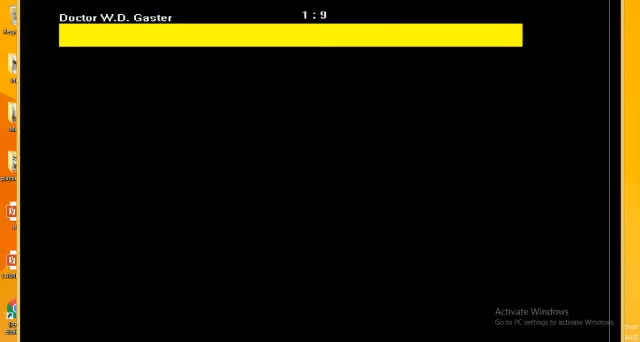 Doctor W.D. Gaster
1 : 9
Activate Windows
Go to PC settings to activate Windows.